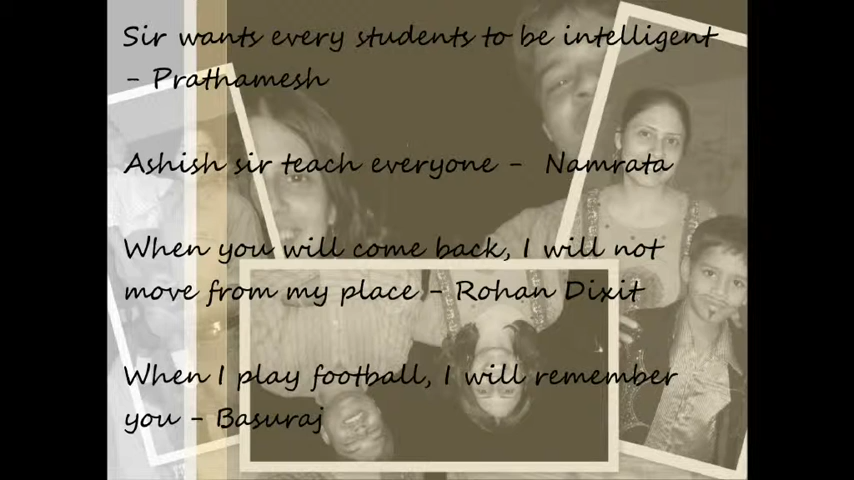 Sir wants every students to be intelligent
- Prathamesh
Ashish sir teach everyone - Namrata
When you will come back, I will not
move from my place - Rohan Dixit
When I play football, I will remember
you - Basuraj